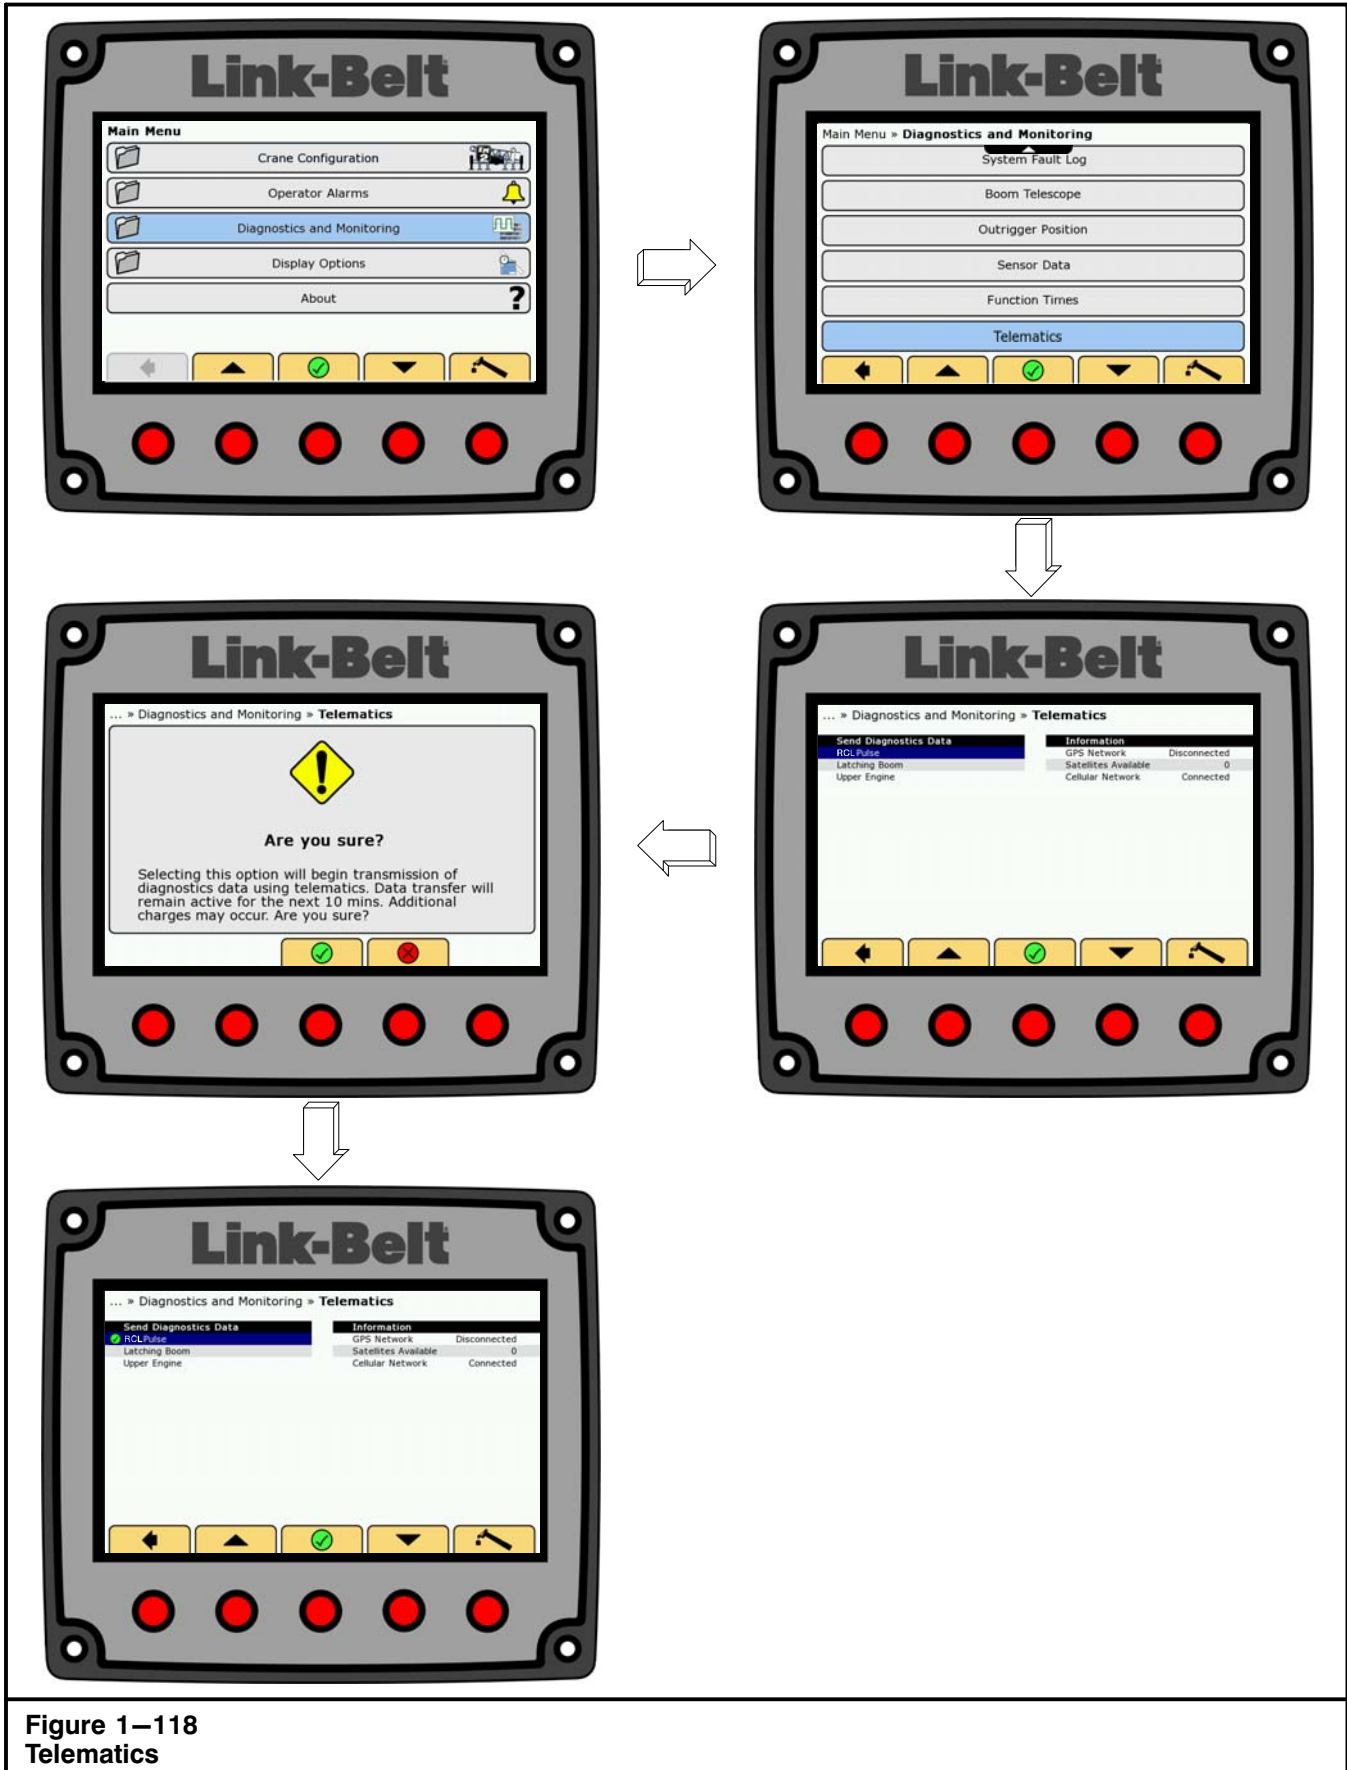 Link-Belt
Main Menu
Crane Configuration
Operator Alarms
Diagnostics and Monitoring
Display Options
About
?
Link-Belt
Main Menu » Diagnostics and Monitoring
System Fault Log
Boom Telescope
Outrigger Position
Sensor Data
Function Times
Telematics
Link-Belt
... » Diagnostics and Monitoring » Telematics
Send Diagnostics Data
RCL Pulse
Latching Boom
Upper Engine
Information
GPS Network Disconnected
Satellites Available 0
Cellular Network Connected
Link-Belt
... » Diagnostics and Monitoring » Telematics
!
Are you sure?
Selecting this option will begin transmission of
diagnostics data using telematics. Data transfer will
remain active for the next 10 mins. Additional
charges may occur. Are you sure?
Link-Belt
... » Diagnostics and Monitoring » Telematics
Send Diagnostics Data
RCL Pulse
Latching Boom
Upper Engine
Information
GPS Network Disconnected
Satellites Available 0
Cellular Network Connected
Figure 1–118
Telematics